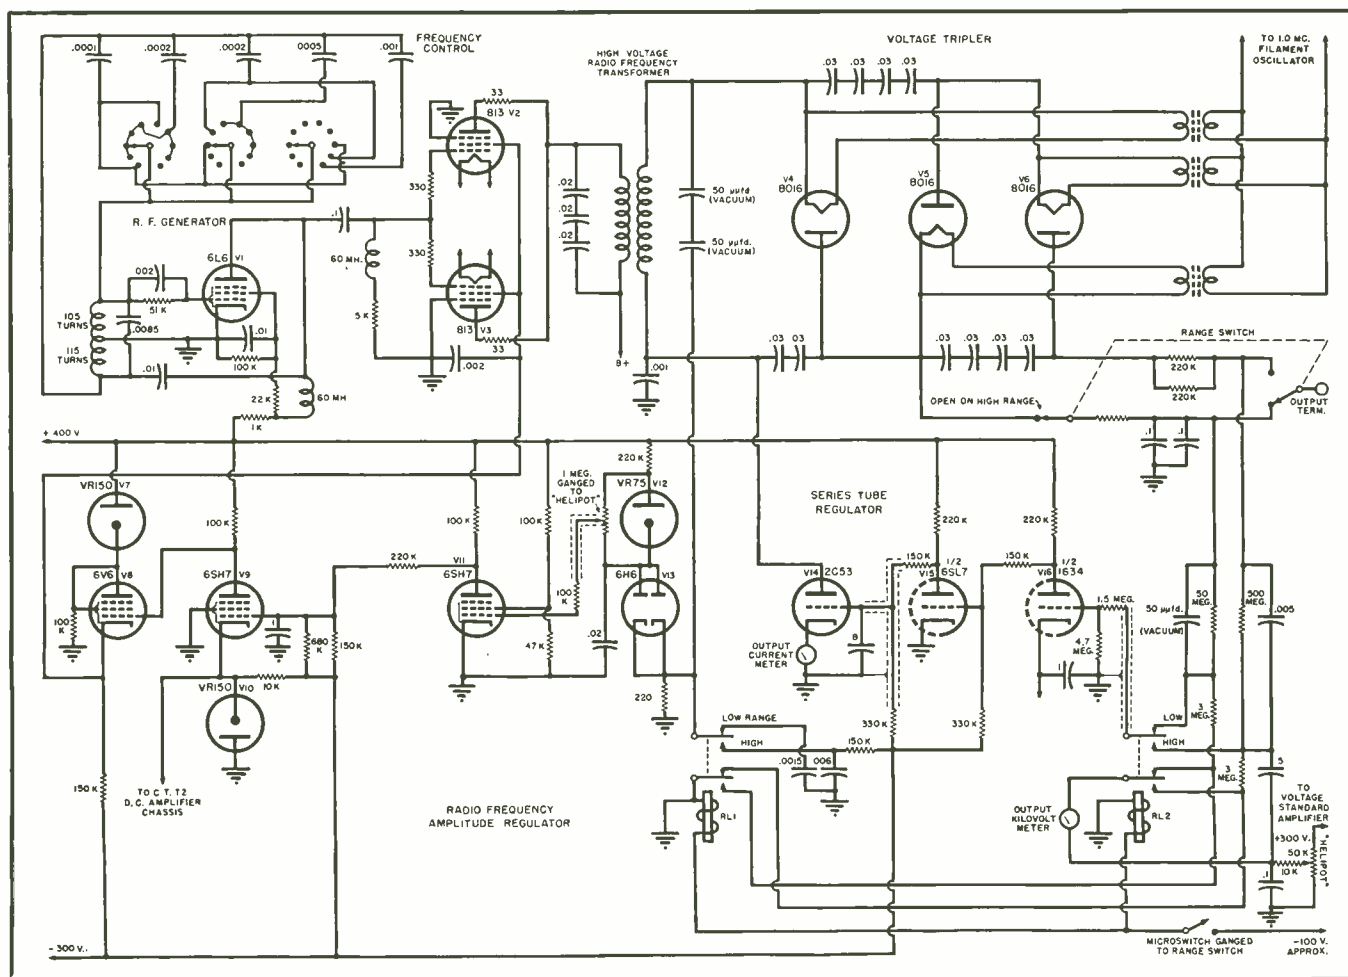 .0001
.0002
.0002
.0005
.001
FREQUENCY
CONTROL
HIGH VOLTAGE
RADIO FREQUENCY
TRANSFORMER
VOLTAGE TRIPLER
TO 1.0 MC.
FILAMENT
OSCILLATOR
33
813 V2
.03 .03 .03 .03
330
.02
.02
.02
50 µµfd
(VACUUM)
50 µµfd.
(VACUUM)
V4
8016
V5
8016
V6
8016
R.F. GENERATOR
.1
6L6 V1
60 MH.
330
.002
51 K
5 K
105
TURNS
.0085
115
TURNS
.01
100 K
813 V3
33
.002
B+
.001
.03 .03
.03 .03 .03 .03
RANGE SWITCH
220K
220K
.01
22 K
60 MH
1K
OPEN ON HIGH RANGE
OUTPUT
TERM.
+ 400 V
.1
.1
VR150 V7
100 K
100 K
100 K
1 MEG.
GANGED
TO
"HELIPOT"
220 K
VR75 V12
SERIES TUBE
REGULATOR
220 K
220 K
6V6 V8
6SH7 V9
220 K
V11
6SH7
100
K
6H6 V13
V14 2C53
150 K
1/2
V15 6SL7
150 K
1/2
V16 1634
1.5 MEG.
100
K
680
K
150K
47 K
.02
OUTPUT
CURRENT
METER
8
4.7
MEG.
50 µµfd.
(VACUUM)
50
MEG.
500
MEG.
.005
VR150 V10
10K
220
330 K
330 K
3
MEG.
LOW RANGE
HIGH
150 K
LOW
HIGH
.0015
.006
3
MEG.
.5
150 K
TO C.T. T2
D.C. AMPLIFIER
CHASSIS
RADIO FREQUENCY
AMPLITUDE REGULATOR
RL1
OUTPUT
KILOVOLT
METER
RL2
TO
VOLTAGE
STANDARD
AMPLIFIER
+300 V.
50 K
10K
"HELIPOT"
.1
- 300 V.
MICROSWITCH GANGED
TO RANGE SWITCH
-100 V.
APPROX.